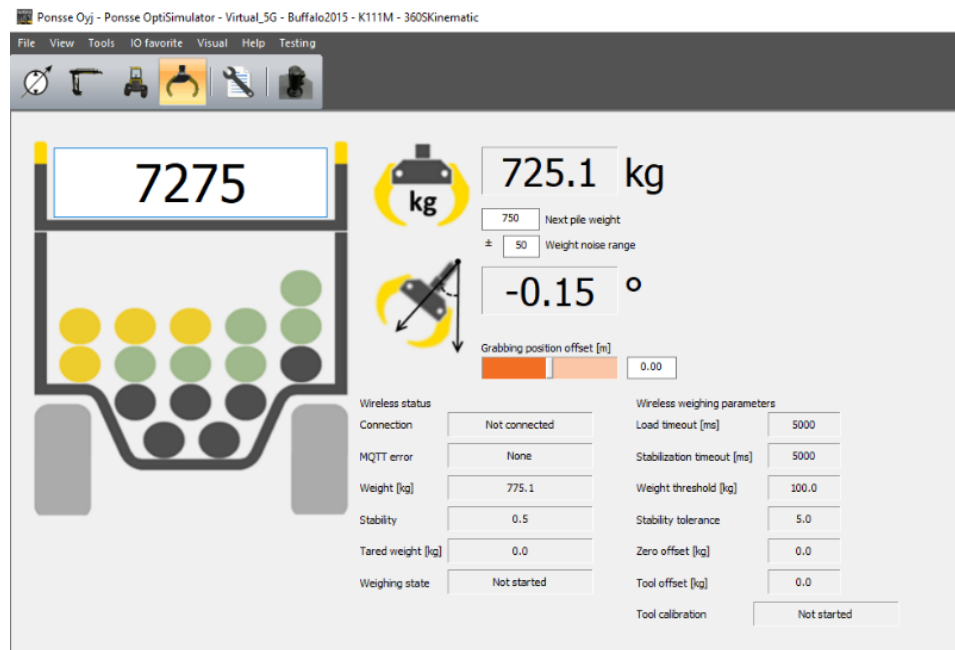 Ponsse Oyj - Ponsse OptiSimulator - Virtual_5G - Buffalo2015 - K111M - 360SKinematic
File View Tools IO favorite Visual Help Testing
7275
kg
725.1 kg
750 Next pile weight
± 50 Weight noise range
-0.15 °
Grabbing position offset [m]
0.00
Wireless status
Connection Not connected
MQTT error None
Weight [kg] 775.1
Stability 0.5
Tared weight [kg] 0.0
Weighing state Not started
Wireless weighing parameters
Load timeout [ms] 5000
Stabilization timeout [ms] 5000
Weight threshold [kg] 100.0
Stability tolerance 5.0
Zero offset [kg] 0.0
Tool offset [kg] 0.0
Tool calibration Not started